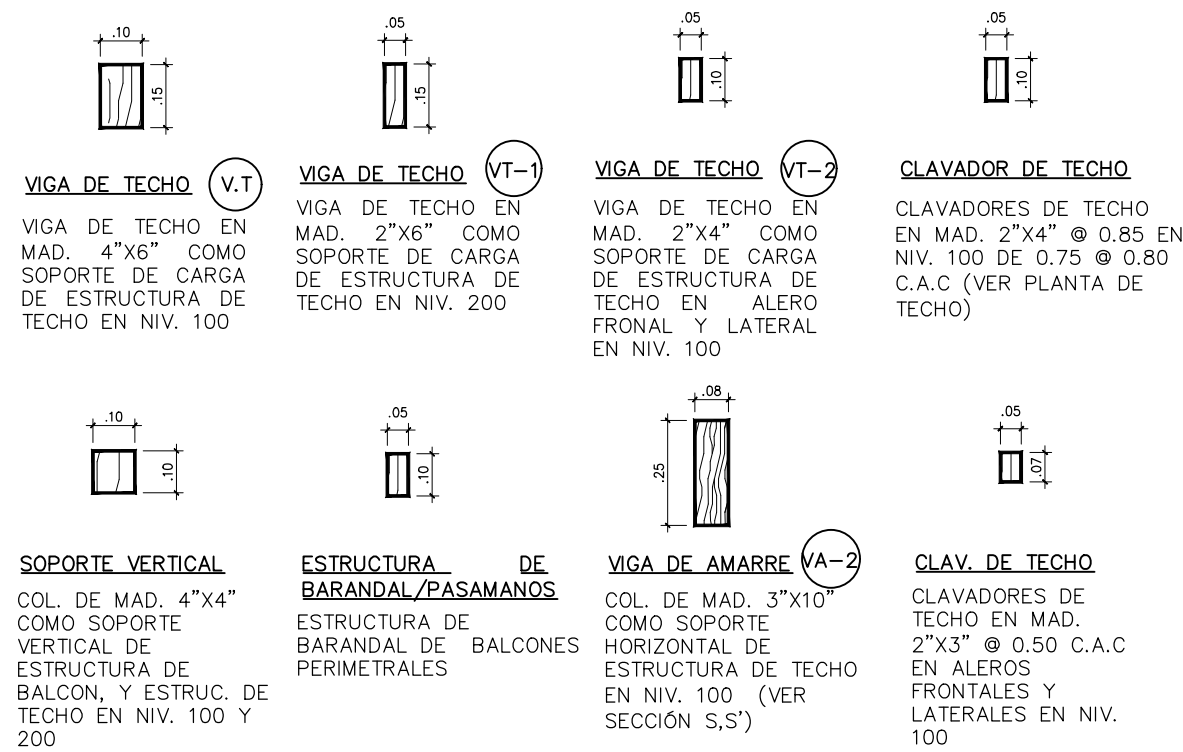 .10
.15
VIGA DE TECHO V.T
VIGA DE TECHO EN
MAD. 4"X6" COMO
SOPORTE DE CARGA
DE ESTRUCTURA DE
TECHO EN NIV. 100
.05
.15
VIGA DE TECHO VT-1
VIGA DE TECHO EN
MAD. 2"X6" COMO
SOPORTE DE CARGA
DE ESTRUCTURA DE
TECHO EN NIV. 200
.05
.10
VIGA DE TECHO VT-2
VIGA DE TECHO EN
MAD. 2"X4" COMO
SOPORTE DE CARGA
DE ESTRUCTURA DE
TECHO EN ALERO
FRONAL Y LATERAL
EN NIV. 100
.05
.10
CLAVADOR DE TECHO
CLAVADORES DE TECHO
EN MAD. 2"X4" @ 0.85 EN
NIV. 100 DE 0.75 @ 0.80
C.A.C (VER PLANTA DE
TECHO)
.10
.10
SOPORTE VERTICAL
COL. DE MAD. 4"X4"
COMO SOPORTE
VERTICAL DE
ESTRUCTURA DE
BALCON, Y ESTRUC. DE
TECHO EN NIV. 100 Y
200
.05
.10
ESTRUCTURA DE
BARANDAL/PASAMANOS
ESTRUCTURA DE
BARANDAL DE BALCONES
PERIMETRALES
.08
.25
VIGA DE AMARRE VA-2
COL. DE MAD. 3"X10"
COMO SOPORTE
HORIZONTAL DE
ESTRUCTURA DE TECHO
EN NIV. 100 (VER
SECCIÓN S,S')
.05
.07
CLAV. DE TECHO
CLAVADORES DE
TECHO EN MAD.
2"X3" @ 0.50 C.A.C
EN ALEROS
FRONTALES Y
LATERALES EN NIV.
100